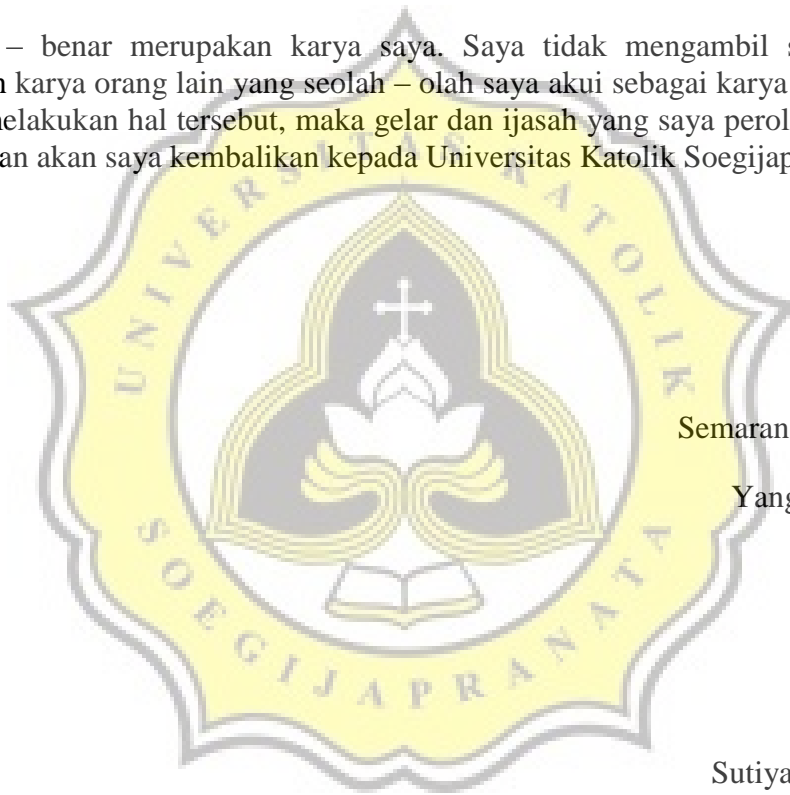 – benar merupakan karya saya. Saya tidak mengambil s
karya orang lain yang seolah – olah saya akui sebagai karya
melakukan hal tersebut, maka gelar dan ijasah yang saya perol
an akan saya kembalikan kepada Universitas Katolik Soegijap
UNIVERSITAS KATOLIK
Semaran
Yang
SOEGIJAPRANATA
Sutiya